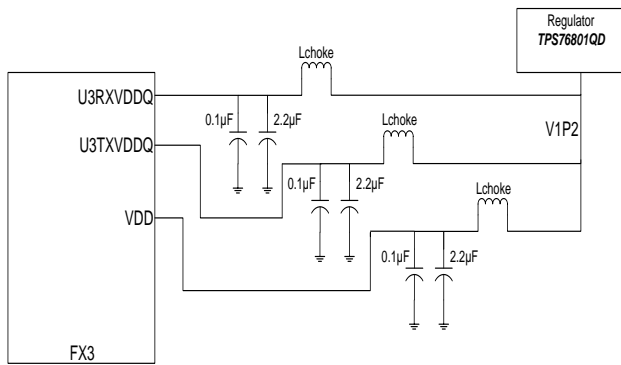 Regulator
TPS76801QD
Lchoke
U3RXVDDQ
0.1µF
2.2µF
Lchoke
V1P2
U3TXVDDQ
0.1µF
2.2µF
Lchoke
VDD
0.1µF
2.2µF
FX3